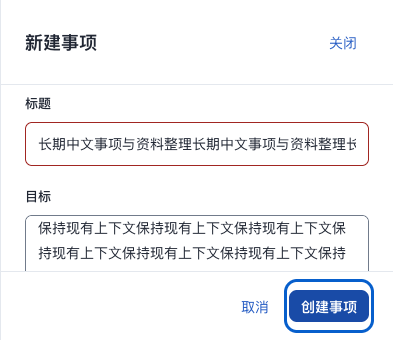 新建事项
关闭
标题
长期中文事项与资料整理长期中文事项与资料整理长
目标
保持现有上下文保持现有上下文保持现有上下文保
持现有上下文保持现有上下文保持现有上下文保持
取消
创建事项